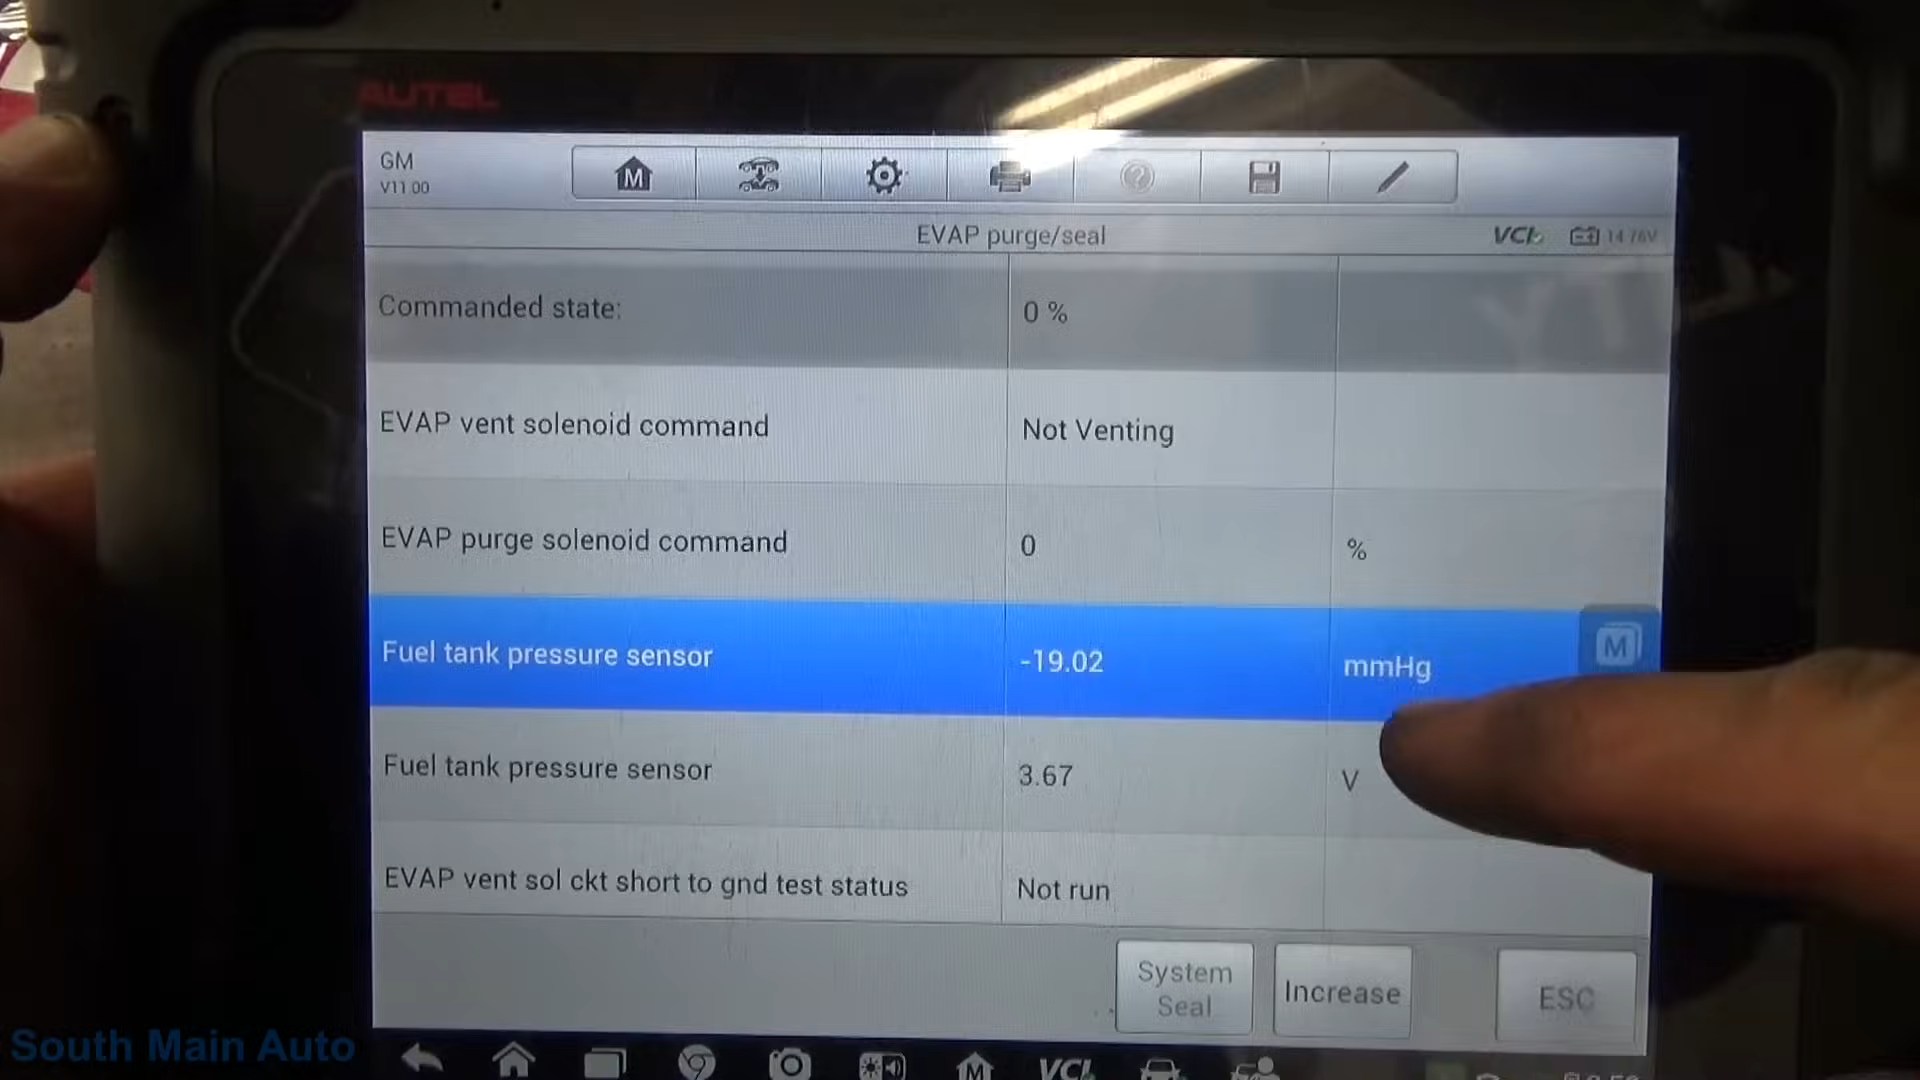 AUTEL
GM
V11.00
M
?
EVAP purge/seal
VCI
14.76V
Commanded state:
0 %
EVAP vent solenoid command
Not Venting
EVAP purge solenoid command
0
%
Fuel tank pressure sensor
-19.02
mmHg
M
Fuel tank pressure sensor
3.67
V
EVAP vent sol ckt short to gnd test status
Not run
System
Seal
Increase
ESC
South Main Auto
M
VCI